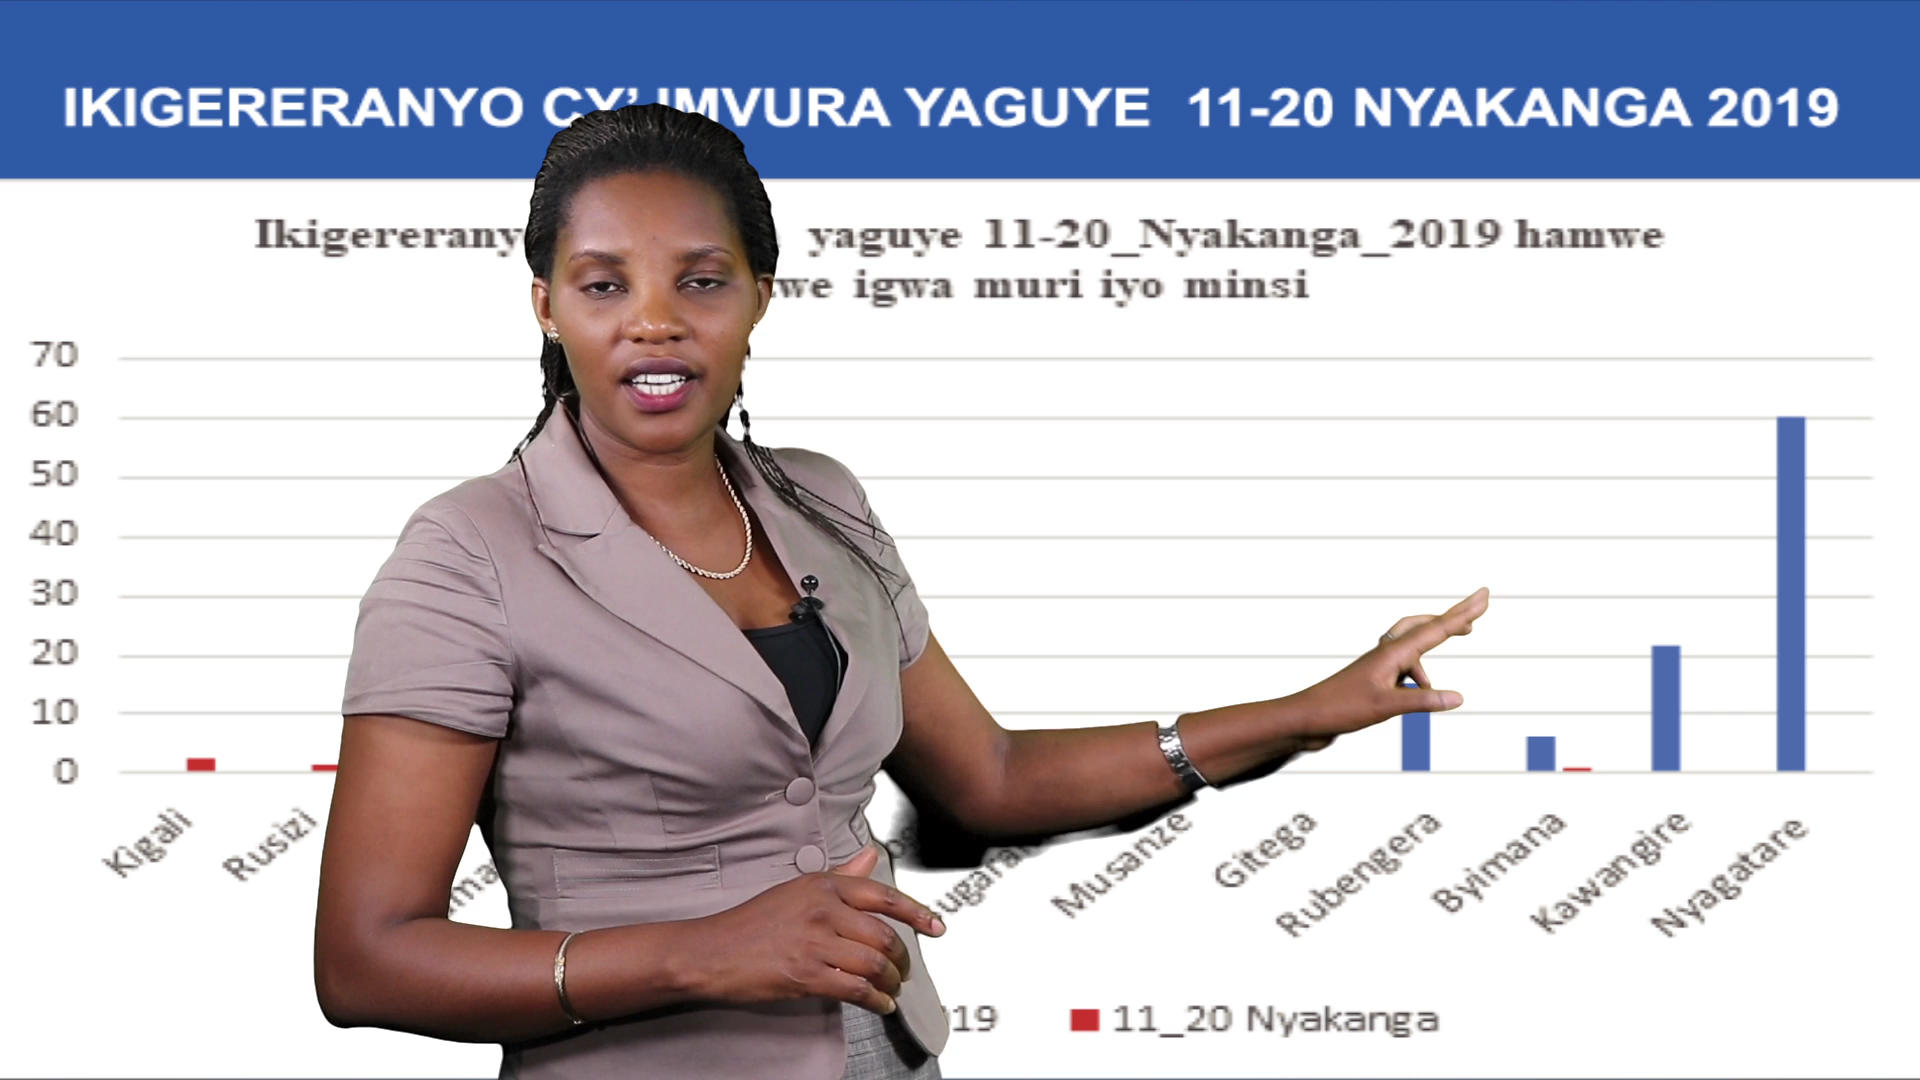 IKIGERERANYO CY’ IMVURA YAGUYE 11-20 NYAKANGA 2019
yaguye 11-20_Nyakanga_2019 hamwe
igwa muri iyo minsi
70
60
50
40
30
20
10
0
Kigali
Rusizi
Musanze
Gitega
Rubengera
Byimana
Kawangire
Nyagatare
11_20 Nyakanga